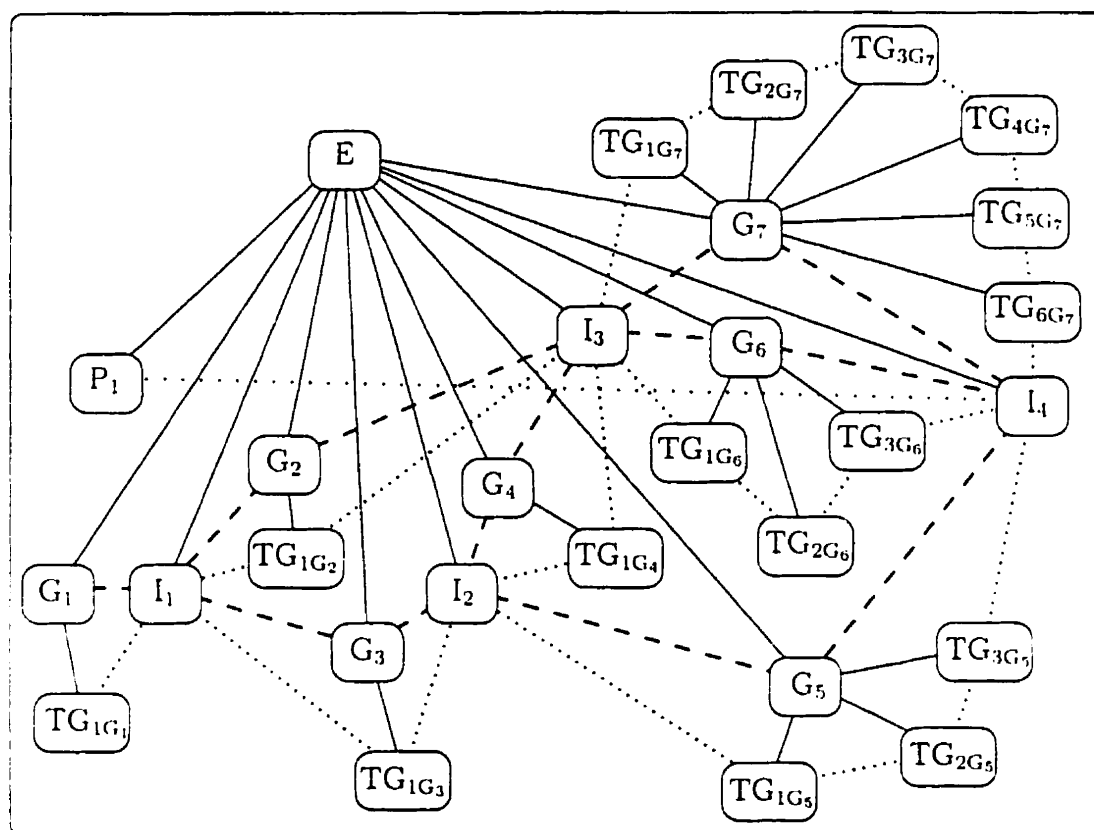 TG₃G₇
TG₂G₇
TG₄G₇
E
TG₁G₇
TG₅G₇
G₇
TG₆G₇
I₃
G₆
P₁
I₄
TG₁G₆
TG₃G₆
G₂
G₄
TG₂G₆
TG₁G₂
TG₁G₄
G₁
I₁
I₂
G₃
TG₃G₅
G₅
TG₁G₁
TG₂G₅
TG₁G₃
TG₁G₅